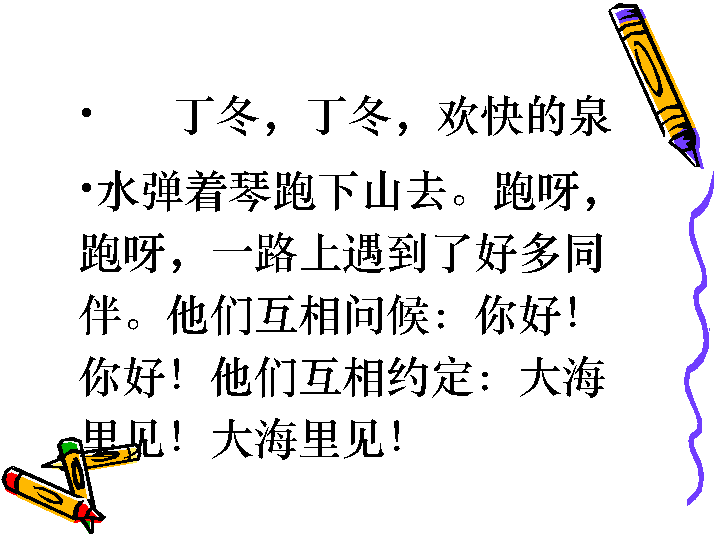 • 丁冬，丁冬，欢快的泉
•水弹着琴跑下山去。跑呀，
跑呀，一路上遇到了好多同
伴。他们互相问候：你好！
你好！他们互相约定：大海
里见！大海里见！